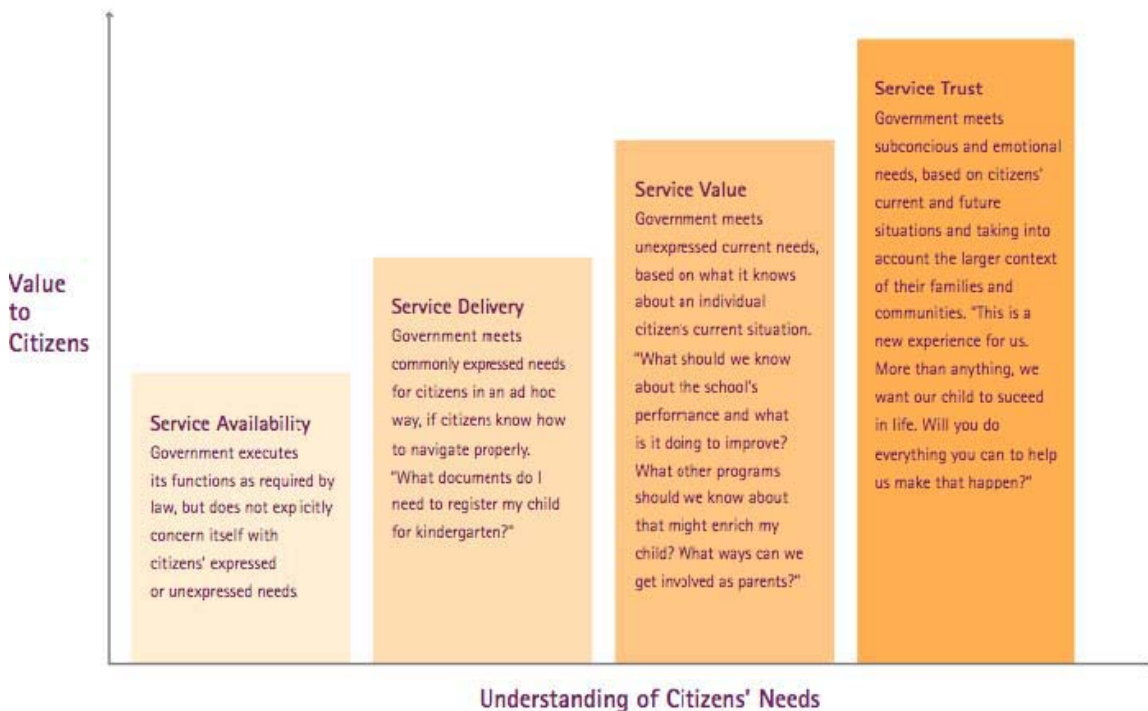 Value
to
Citizens
Service Availability
Government executes
its functions as required by
law, but does not explicitly
concern itself with
citizens' expressed
or unexpressed needs
Service Delivery
Government meets
commonly expressed needs
for citizens in an ad hoc
way, if citizens know how
to navigate properly.
"What documents do I
need to register my child
for kindergarten?"
Service Value
Government meets
unexpressed current needs,
based on what it knows
about an individual
citizen's current situation.
"What should we know
about the school's
performance and what
is it doing to improve?
What other programs
should we know about
that might enrich my
child? What ways can we
get involved as parents?"
Service Trust
Government meets
subconcious and emotional
needs, based on citizens'
current and future
situations and taking into
account the larger context
of their families and
communities. "This is a
new experience for us.
More than anything, we
want our child to suceed
in life. Will you do
everything you can to help
us make that happen?"
Understanding of Citizens' Needs